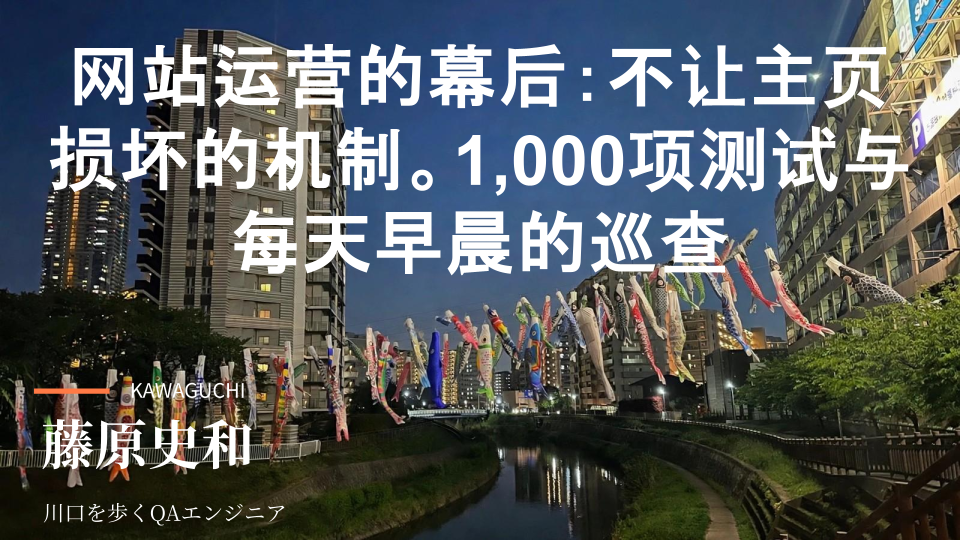 网站运营的幕后：不让主页
损坏的机制。1,000项测试与
每天早晨的巡查
KAWAGUCHI
藤原史和
川口を歩くQAエンジニア